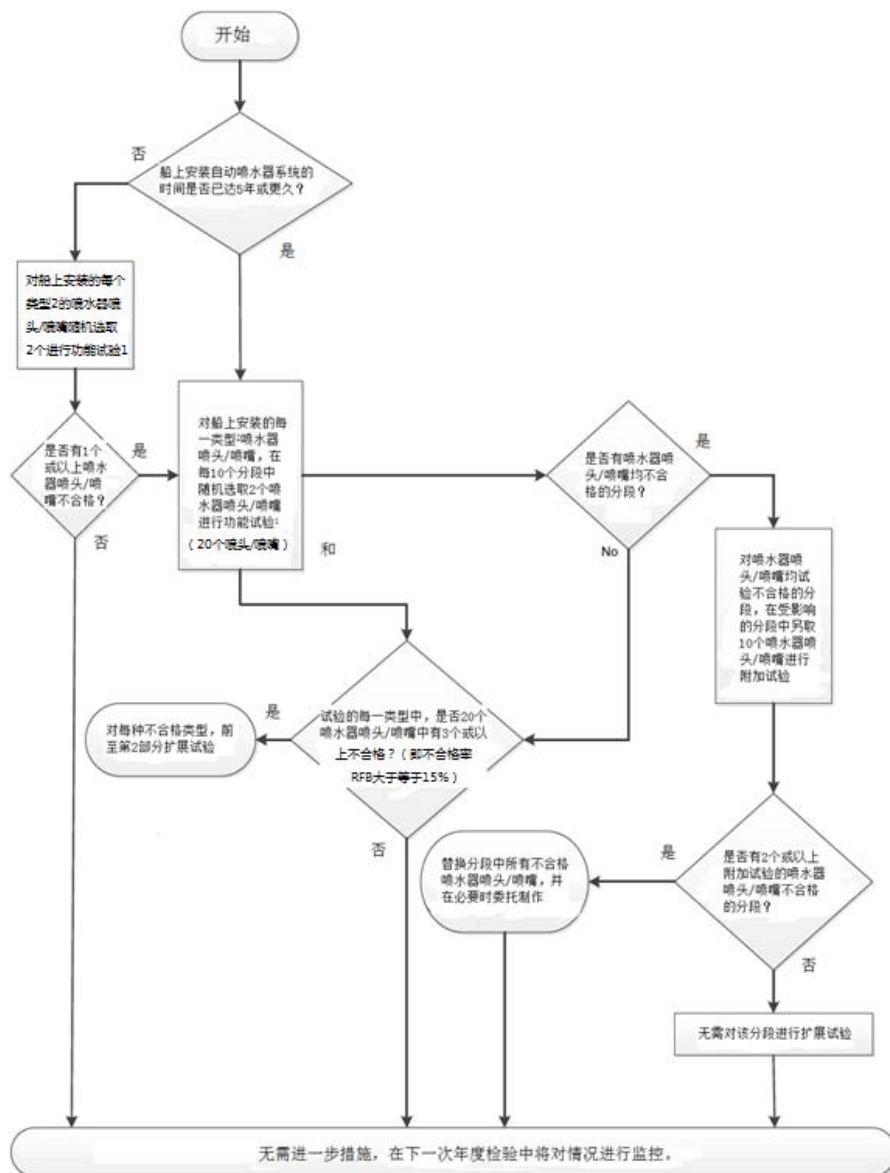 开始
否
船上安装自动喷水器系统的
时间是否已达5年或更久？
是
对船上安装的每个
类型2的喷水器喷
头/喷嘴随机选取
2个进行功能试验1
是否有1个
或以上喷水
器喷头/喷
嘴不合格？
是
否
对船上安装的每
一类型²喷水器
喷头/喷嘴，在
每10个分段中
随机选取2个喷
水器喷头/喷嘴
进行功能试验¹
（20个喷头/喷嘴）
和
是否有喷水器喷
头/喷嘴均不合
格的分段？
是
No
对喷水器喷
头/喷嘴均试
验不合格的分
段，在受影响
的分段中另取
10个喷水器喷
头/喷嘴进行
附加试验
试验的每一类型中，是否20个
喷水器喷头/喷嘴中有3个或以
上不合格？（即不合格率
RFB大于等于15%）
是
否
对每种不合格类型，前
至第2部分扩展试验
替换分段中所有不合格
喷水器喷头/喷嘴，并
在必要时委托制作
是
是否有2个或以上
附加试验的喷水器
喷头/喷嘴不合格
的分段？
否
无需对该分段进行扩展试验
无需进一步措施，在下一次年度检验中将对情况进行监控。